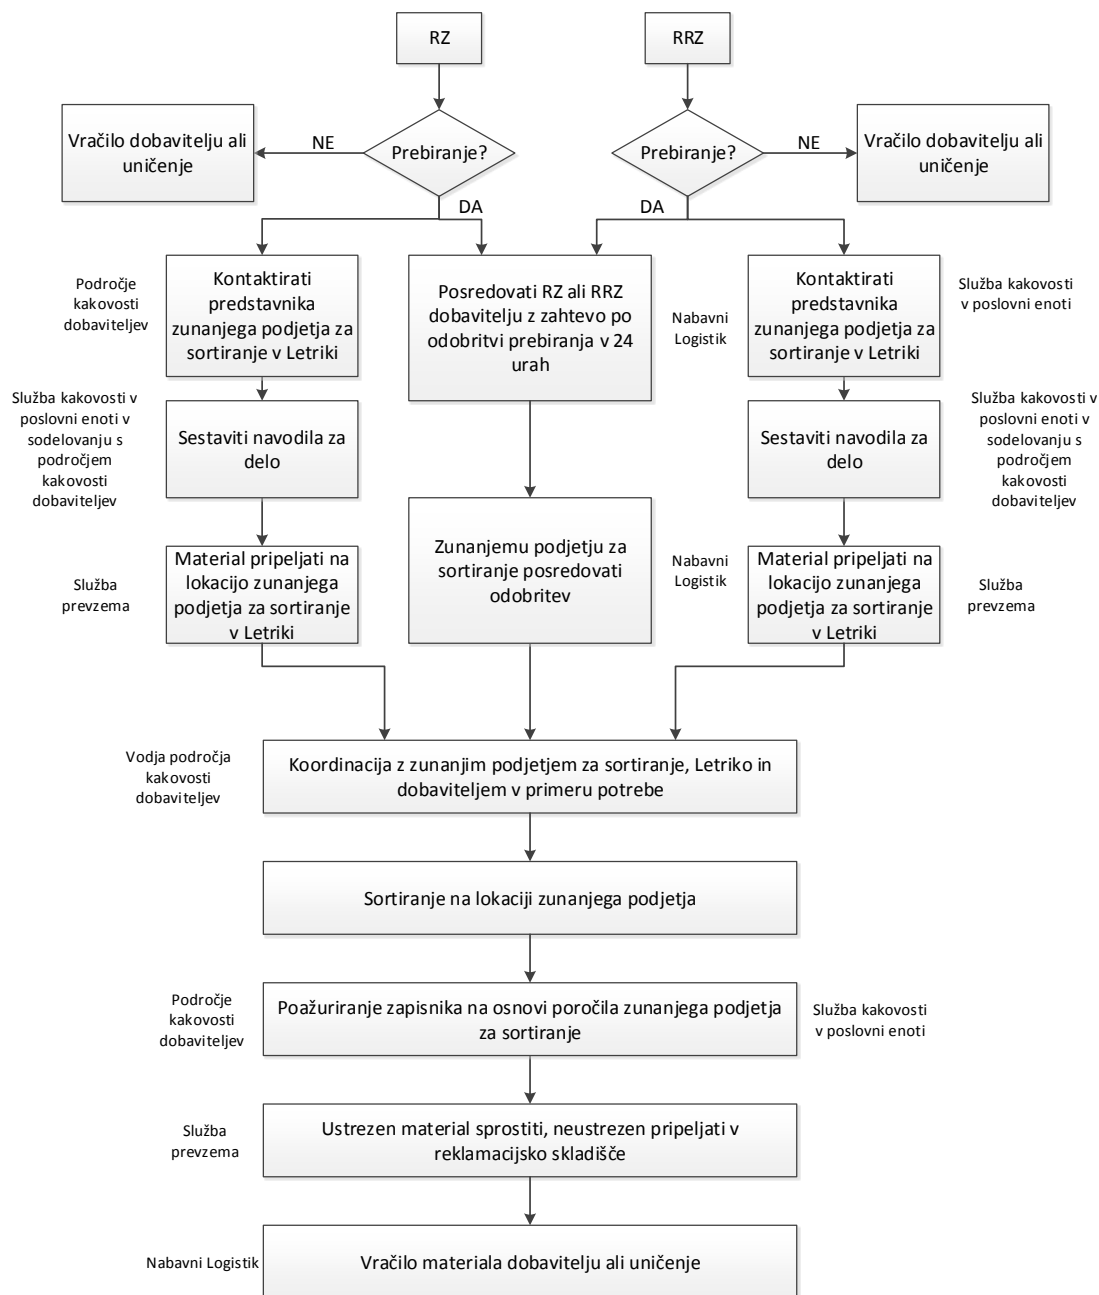 RZ
RRZ
Vračilo dobavitelju ali
uničenje
NE
Prebiranje?
Prebiranje?
NE
Vračilo dobavitelju ali
uničenje
DA
DA
Področje
kakovosti
dobaviteljev
Kontaktirati
predstavnika
zunanjega podjetja za
sortiranje v Letriki
Posredovati RZ ali RRZ
dobavitelju z zahtevo po
odobritvi prebiranja v 24
urah
Nabavni
Logistik
Kontaktirati
predstavnika
zunanjega podjetja za
sortiranje v Letriki
Služba kakovosti
v poslovni enoti
Služba kakovosti v
poslovni enoti v
sodelovanju s
področjem
kakovosti
dobaviteljev
Sestaviti navodila za
delo
Sestaviti navodila za
delo
Služba kakovosti v
poslovni enoti v
sodelovanju s
področjem
kakovosti
dobaviteljev
Služba
prevzema
Material pripeljati na
lokacijo zunanjega
podjetja za sortiranje
v Letriki
Zunanjemu podjetju za
sortiranje posredovati
odobritev
Nabavni
Logistik
Material pripeljati na
lokacijo zunanjega
podjetja za sortiranje
v Letriki
Služba
prevzema
Vodja področja
kakovosti
dobaviteljev
Koordinacija z zunanjim podjetjem za sortiranje, Letriko in
dobaviteljem v primeru potrebe
Sortiranje na lokaciji zunanjega podjetja
Področje
kakovosti
dobaviteljev
Poažuriranje zapisnika na osnovi poročila zunanjega podjetja
za sortiranje
Služba kakovosti
v poslovni enoti
Služba
prevzema
Ustrezen material sprostiti, neustrezen pripeljati v
reklamacijsko skladišče
Nabavni Logistik
Vračilo materiala dobavitelju ali uničenje